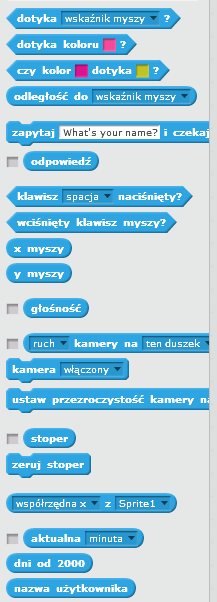 dotyka wskaźnik myszy ?
dotyka koloru ?
czy kolor dotyka ?
odległość do wskaźnik myszy
zapytaj What's your name? i czekaj
odpowiedź
klawisz spacja naciśnięty?
wciśnięty klawisz myszy?
x myszy
y myszy
głośność
ruch kamery na ten duszek
kamera włączony
ustaw przezroczystość kamery na
stoper
zeruj stoper
współrzędna x z Sprite1
aktualna minuta
dni od 2000
nazwa użytkownika